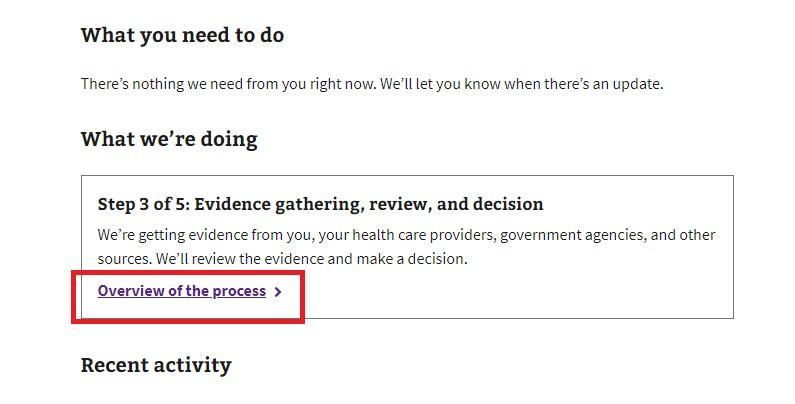 What you need to do
There’s nothing we need from you right now. We’ll let you know when there’s an update.
What we’re doing
Step 3 of 5: Evidence gathering, review, and decision
We’re getting evidence from you, your health care providers, government agencies, and other
sources. We’ll review the evidence and make a decision.
Overview of the process
Recent activity